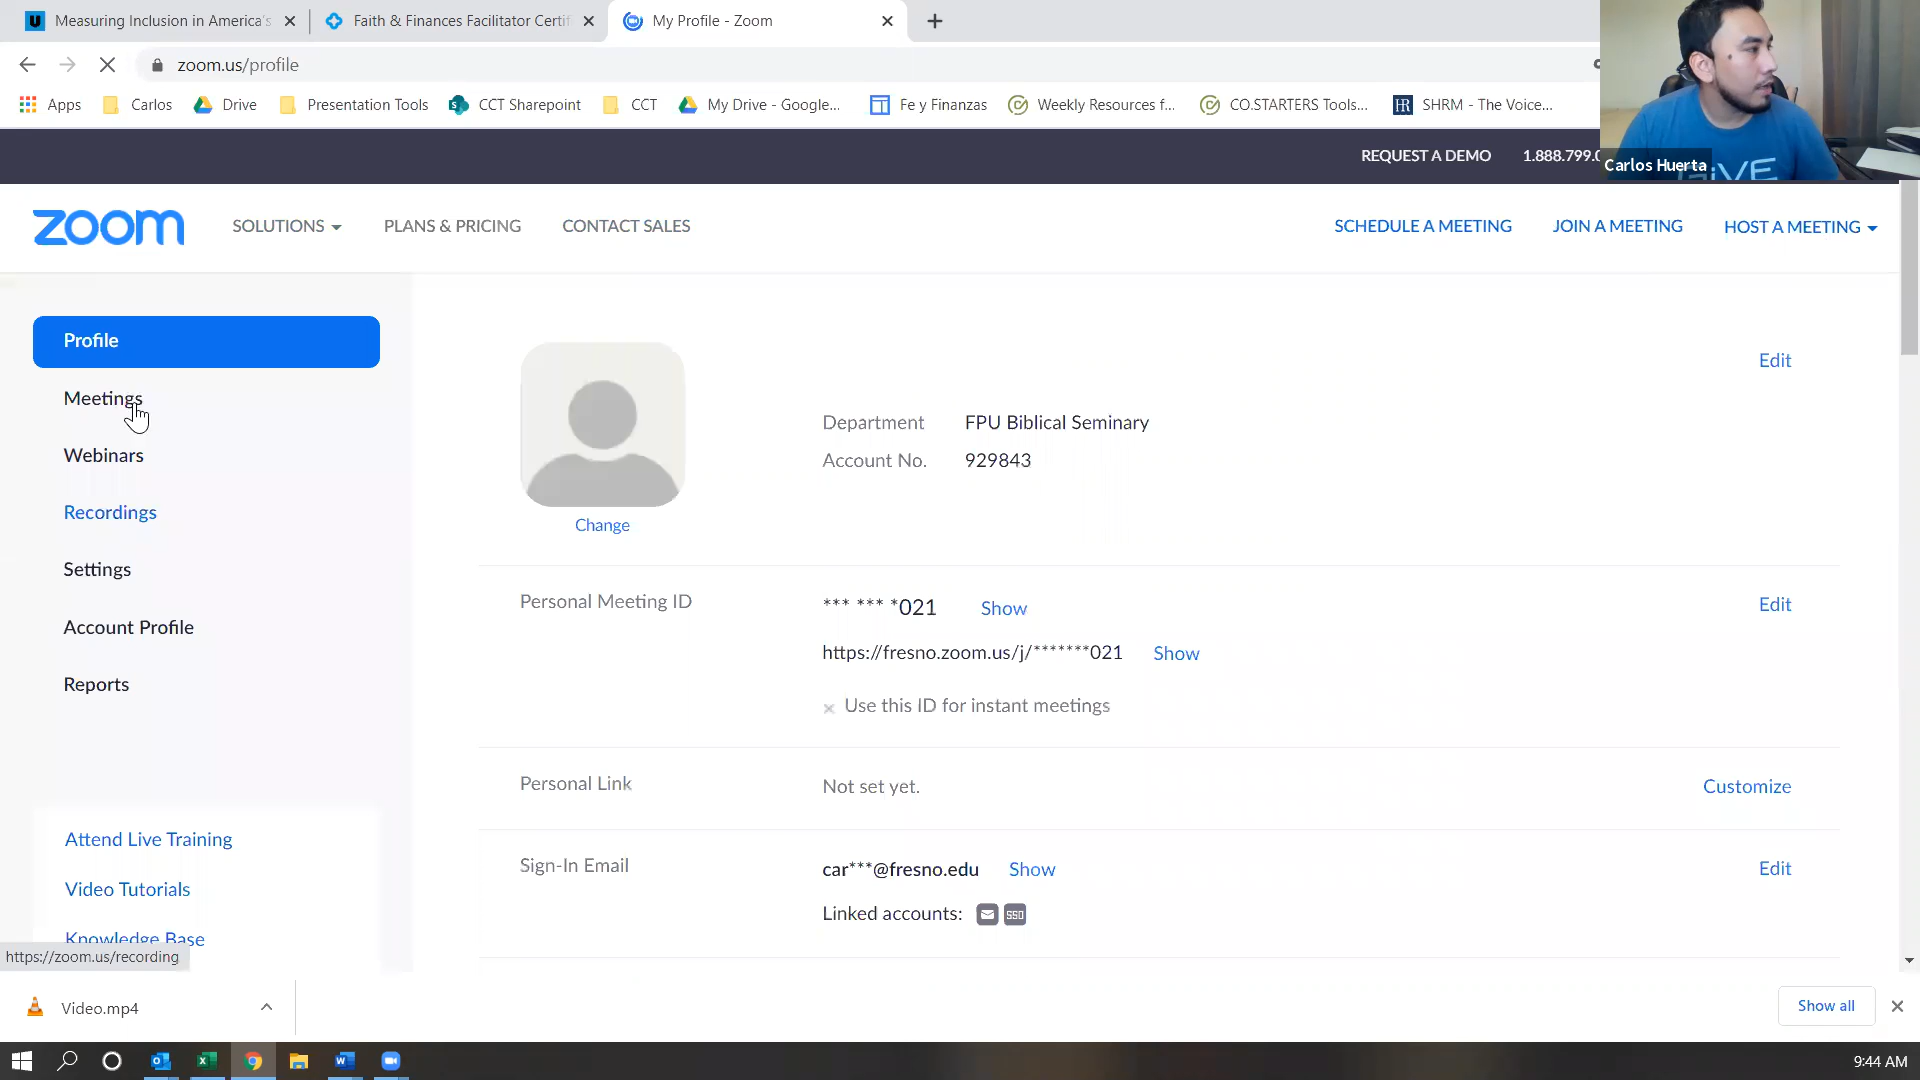 Measuring Inclusion in America's
Faith & Finances Facilitator Certif
My Profile - Zoom
zoom.us/profile
Apps
Carlos
Drive
Presentation Tools
CCT Sharepoint
CCT
My Drive - Google...
Fe y Finanzas
Weekly Resources f...
CO.STARTERS Tools...
HR SHRM - The Voice...
REQUEST A DEMO
1.888.799.
Carlos Huerta
zoom
SOLUTIONS
PLANS & PRICING
CONTACT SALES
SCHEDULE A MEETING
JOIN A MEETING
HOST A MEETING
Profile
Meetings
Webinars
Recordings
Settings
Account Profile
Reports
Attend Live Training
Video Tutorials
Knowledge Base
https://zoom.us/recording
Change
Edit
Department FPU Biblical Seminary
Account No. 929843
Personal Meeting ID
*** *** *021 Show
Edit
https://fresno.zoom.us/j/*******021 Show
Use this ID for instant meetings
Personal Link
Not set yet.
Customize
Sign-In Email
car***@fresno.edu Show
Edit
Linked accounts:
SSO
Video.mp4
Show all
9:44 AM